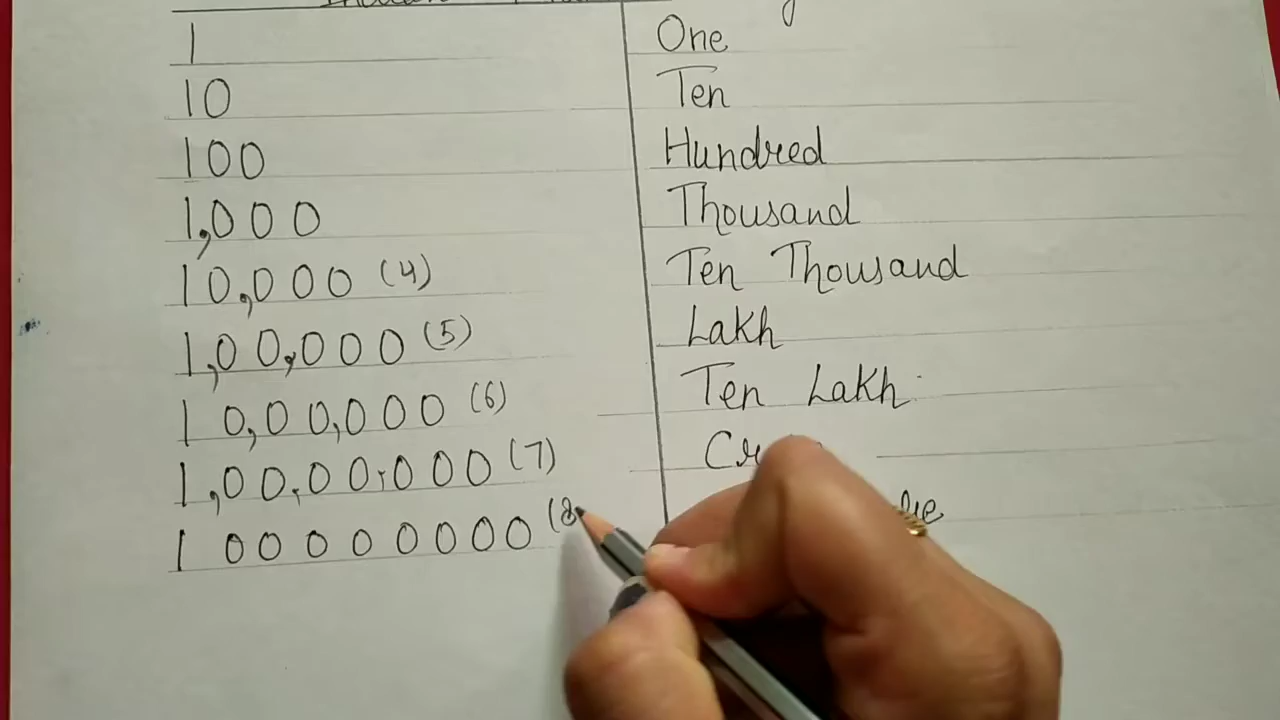 1 One
10 Ten
100 Hundred
1,000 Thousand
10,000 (4) Ten Thousand
1,00,000 (5) Lakh
10,00,000 (6) Ten Lakh
1,00,00,000 (7)
100000000 (8